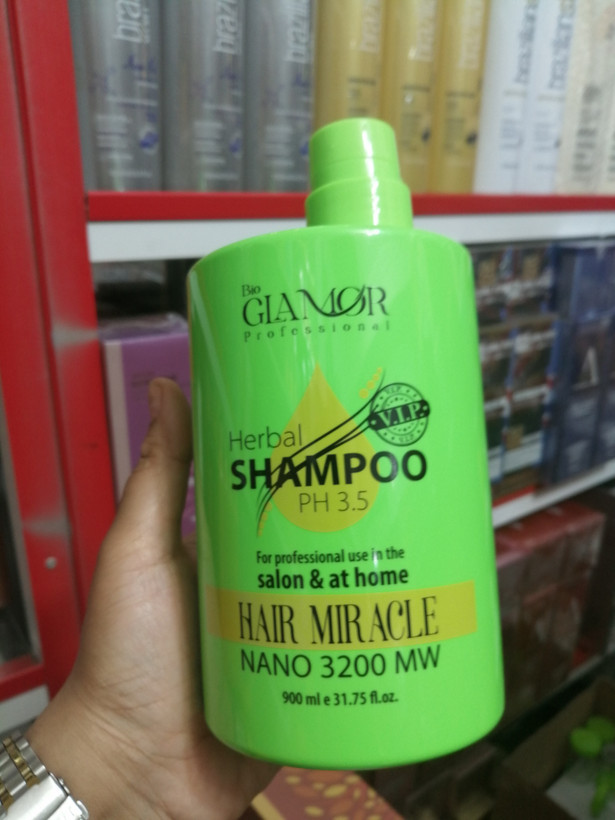 Bio
GLAMOR
Professional
V.I.P.
Herbal
SHAMPOO
PH 3.5
For professional use in the
salon & at home
HAIR MIRACLE
NANO 3200 MW
900 ml e 31.75 fl.oz.